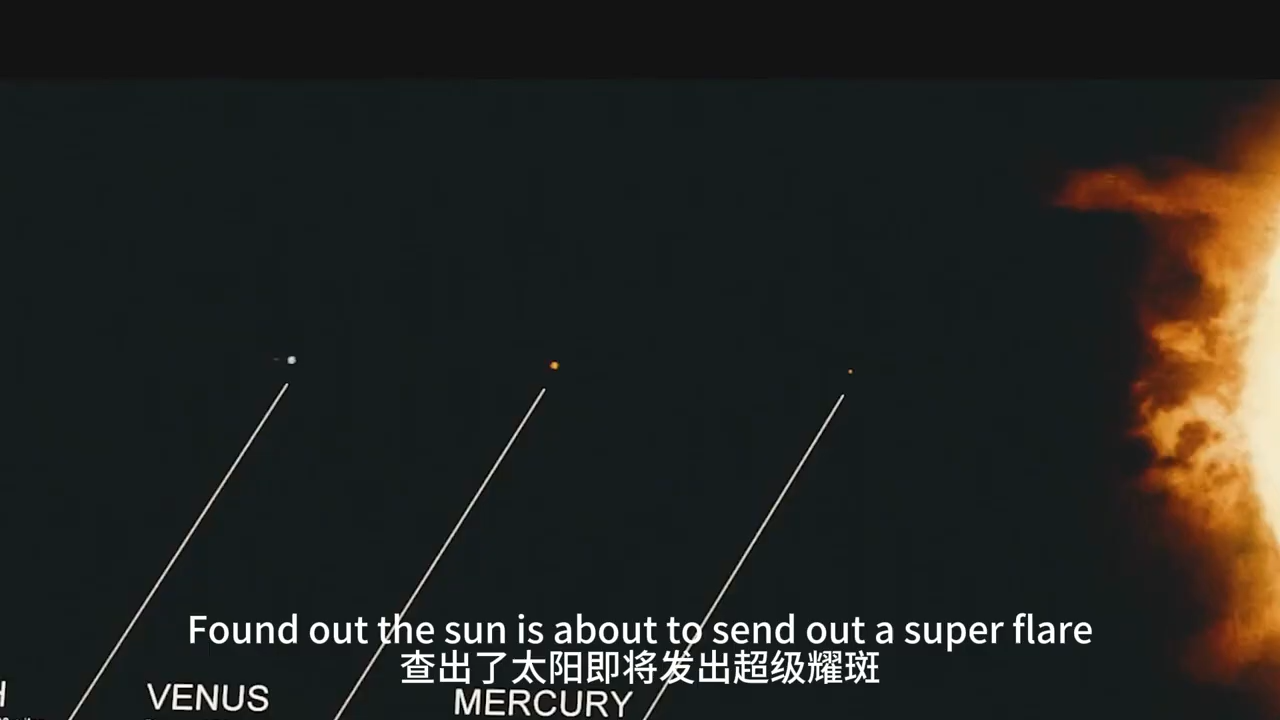 Found out the sun is about to send out a super flare
查出了太阳即将发出超级耀斑
VENUS
MERCURY